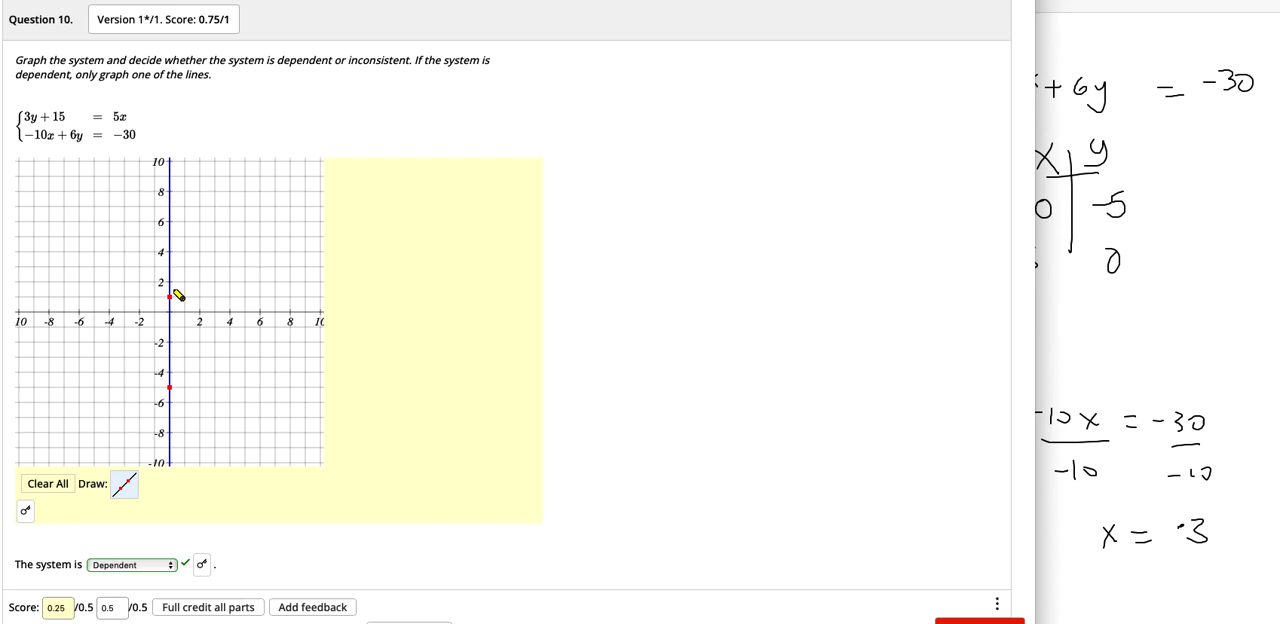 Question 10.
Version 1*/1. Score: 0.75/1
Graph the system and decide whether the system is dependent or inconsistent. If the system is
dependent, only graph one of the lines.
3y + 15 = 5x
−10x + 6y = −30
10
8
6
4
2
10 -8 -6 -4 -2 2 4 6 8 10
-2
-4
-6
-8
-10
Clear All Draw:
The system is Dependent .
Score: 0.25 /0.5 0.5 /0.5 Full credit all parts Add feedback
+ 6y = -30
x y
0 -5
0
-10x = -30
-10 -10
x = 3